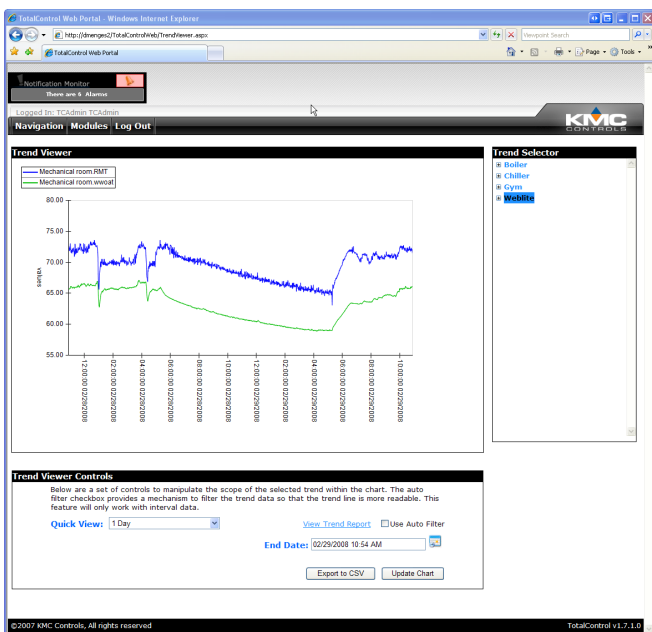 TotalControl Web Portal - Windows Internet Explorer
http://dmenges2/TotalControlWeb/TrendViewer.aspx
Viewpoint Search
TotalControl Web Portal
Page
Tools
Notification Monitor
There are 6 Alarms
Logged In: TCAdmin TCAdmin
Navigation | Modules | Log Out
KMC
CONTROLS
Trend Viewer
Mechanical room.RMT
Mechanical room:wwoat
80.00
75.00
70.00
65.00
60.00
55.00
values
12:00:00 02/28/2008
02:00:00 02/28/2008
04:00:00 02/28/2008
06:00:00 02/28/2008
08:00:00 02/28/2008
10:00:00 02/28/2008
12:00:00 02/29/2008
02:00:00 02/29/2008
04:00:00 02/29/2008
06:00:00 02/29/2008
08:00:00 02/29/2008
10:00:00 02/29/2008
Trend Selector
Boiler
Chiller
Gym
Weblite
Trend Viewer Controls
Below are a set of controls to manipulate the scope of the selected trend within the chart. The auto
filter checkbox provides a mechanism to filter the trend data so that the trend line is more readable. This
feature will only work with interval data.
Quick View: 1 Day
View Trend Report Use Auto Filter
End Date: 02/29/2008 10:54 AM
Export to CSV Update Chart
©2007 KMC Controls, All rights reserved
TotalControl v1.7.1.0